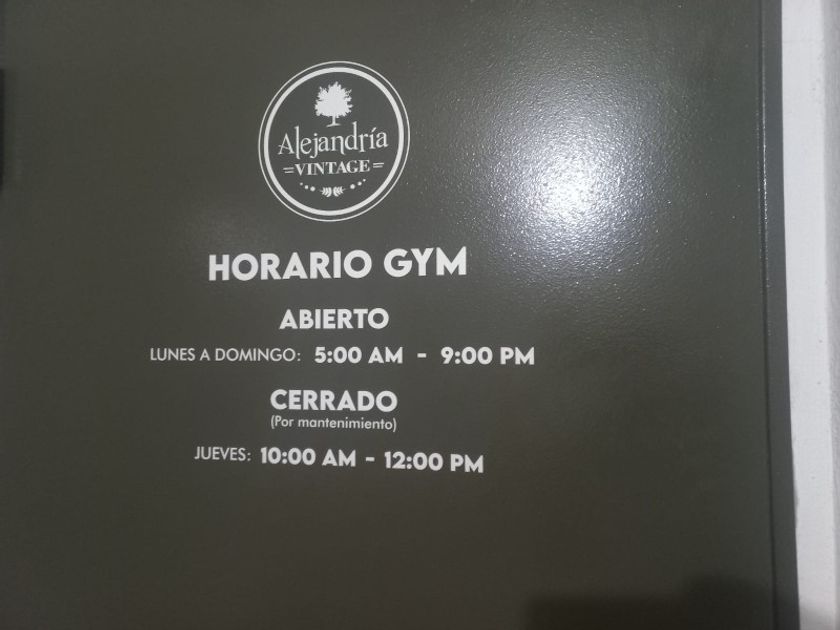 Alejandría
VINTAGE
HORARIO GYM
ABIERTO
LUNES A DOMINGO: 5:00 AM - 9:00 PM
CERRADO
(Por mantenimiento)
JUEVES: 10:00 AM - 12:00 PM